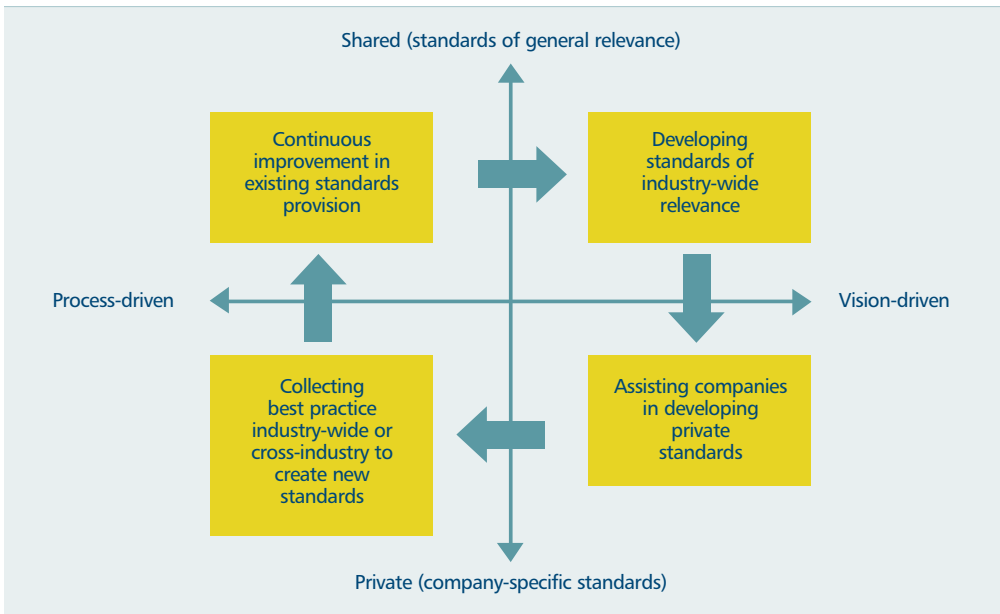 Shared (standards of general relevance)
Continuous
improvement in
existing standards
provision
Developing
standards of
industry-wide
relevance
Process-driven
Vision-driven
Collecting
best practice
industry-wide or
cross-industry to
create new
standards
Assisting companies
in developing
private
standards
Private (company-specific standards)